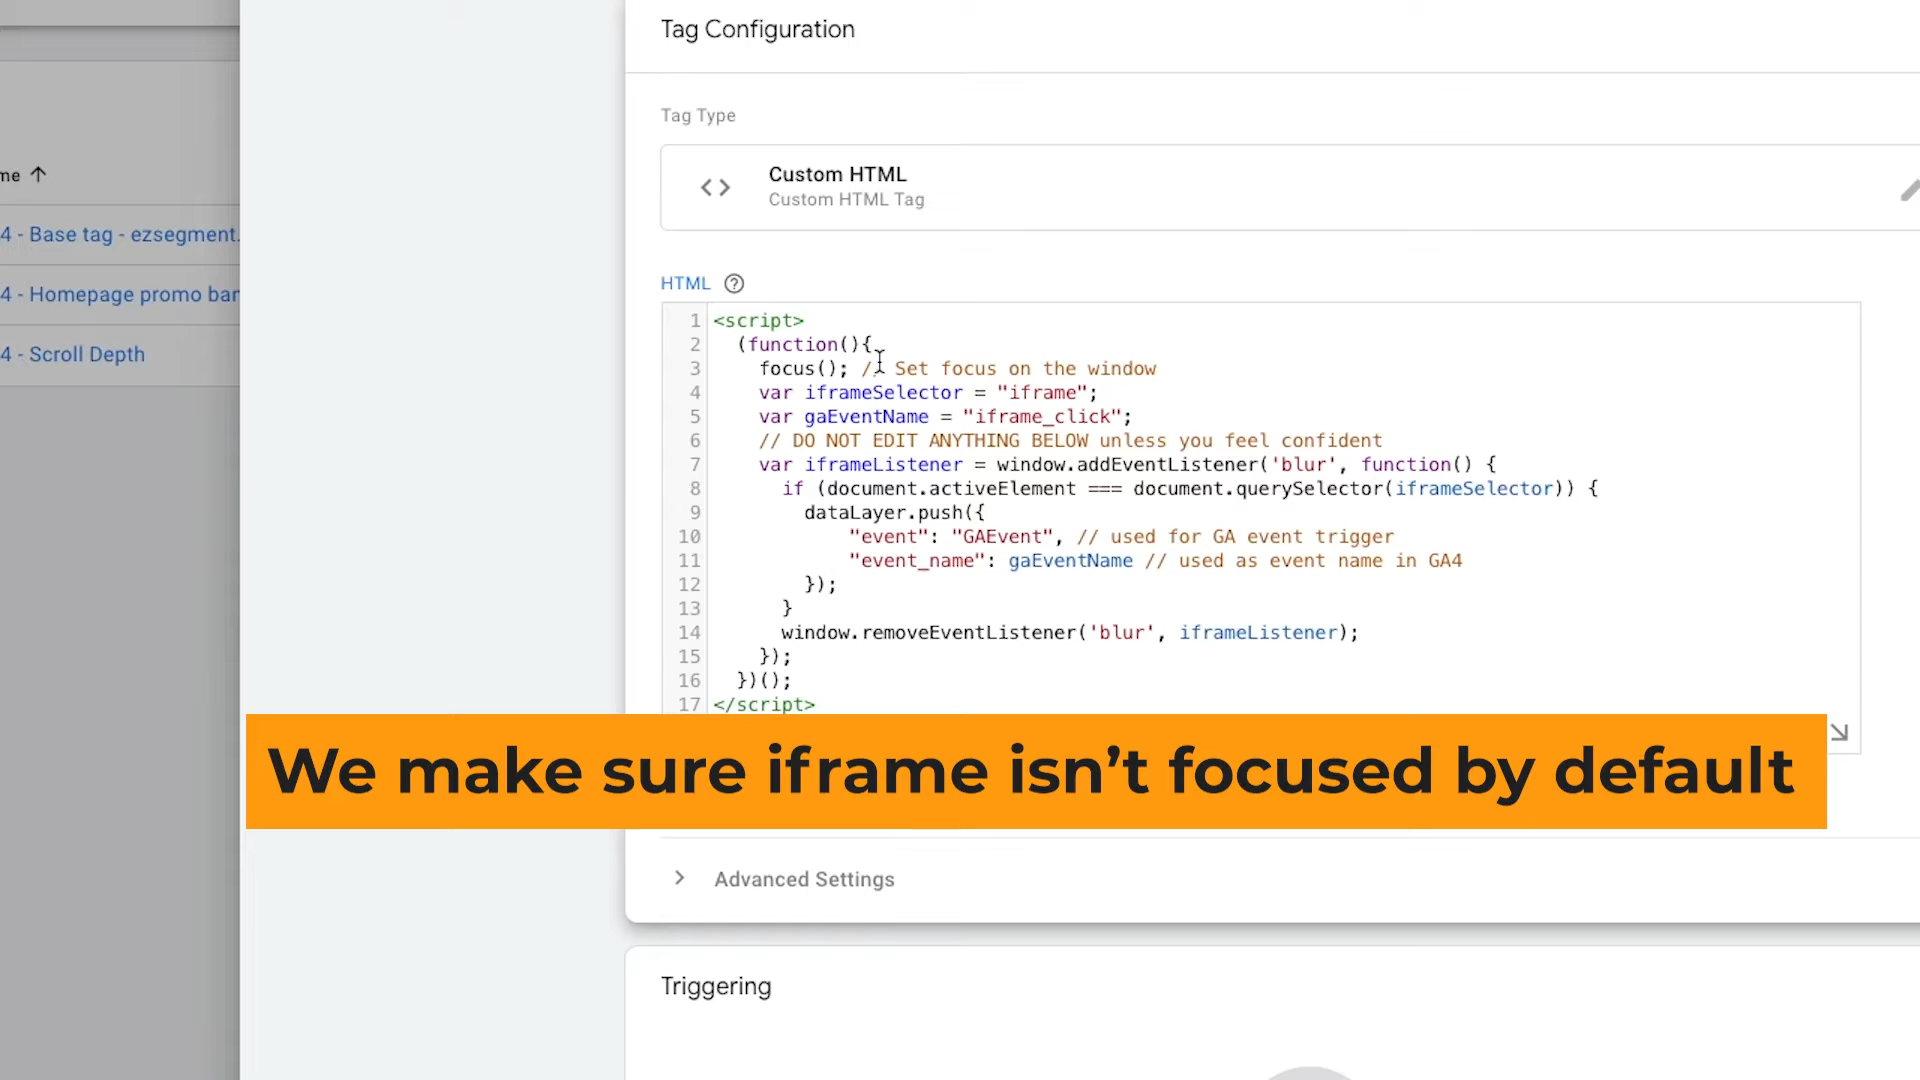 Tag Configuration
Tag Type
Custom HTML
Custom HTML Tag
me
4 - Base tag - ezsegment.
4 - Homepage promo bar
4 - Scroll Depth
HTML
1 <script>
2 (function(){
3 focus(); // Set focus on the window
4 var iframeSelector = "iframe";
5 var gaEventName = "iframe_click";
6 // DO NOT EDIT ANYTHING BELOW unless you feel confident
7 var iframeListener = window.addEventListener('blur', function() {
8 if (document.activeElement === document.querySelector(iframeSelector)) {
9 dataLayer.push({
10 "event": "GAEvent", // used for GA event trigger
11 "event_name": gaEventName // used as event name in GA4
12 });
13 }
14 window.removeEventListener('blur', iframeListener);
15 });
16 })();
17 </script>
We make sure iframe isn’t focused by default
Advanced Settings
Triggering